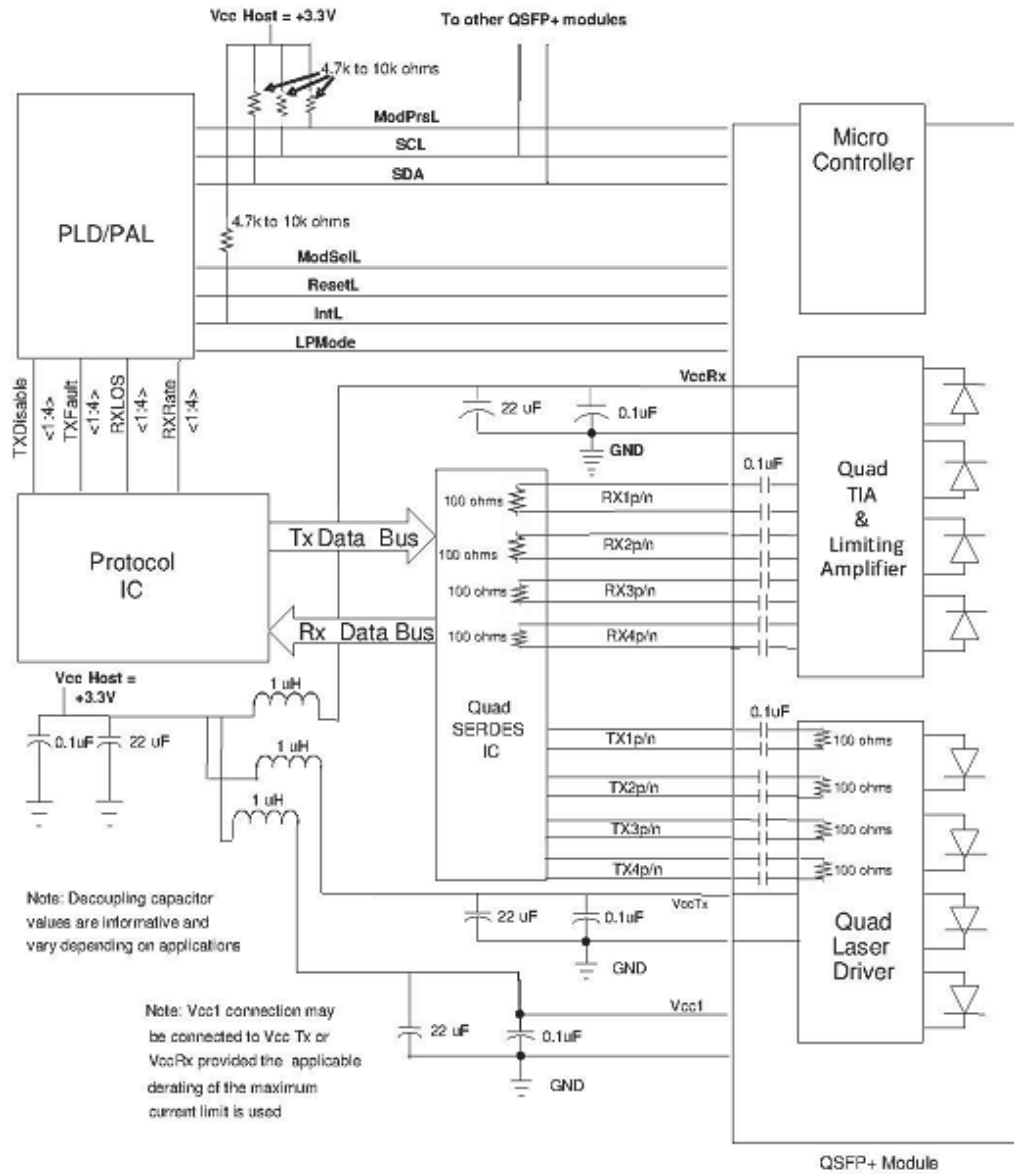 Vcc Host = +3.3V
To other QSFP+ modules
4.7k to 10k ohms
ModPrsL
SCL
SDA
Micro
Controller
PLD/PAL
4.7k to 10k ohms
ModSelL
ResetL
IntL
LPMode
TXDisable
<1:4>
TXFault
<1:4>
RXLOS
<1:4>
RXRate
<1:4>
VccRx
22 uF
0.1uF
GND
0.1uF
Quad
TIA
&
Limiting
Amplifier
100 ohms
RX1p/n
100 ohms
RX2p/n
100 ohms
RX3p/n
100 ohms
RX4p/n
Tx Data Bus
Protocol
IC
Rx Data Bus
Vcc Host =
+3.3V
1 uH
0.1uF
22 uF
1 uH
1 uH
Quad
SERDES
IC
0.1uF
TX1p/n
100 ohms
TX2p/n
100 ohms
TX3p/n
100 ohms
TX4p/n
100 ohms
VccTx
22 uF
0.1uF
GND
Quad
Laser
Driver
Note: Decoupling capacitor
values are informative and
vary depending on applications
Vcc1
22 uF
0.1uF
GND
Note: Vcc1 connection may
be connected to Vcc Tx or
VccRx provided the applicable
derating of the maximum
current limit is used
QSFP+ Module